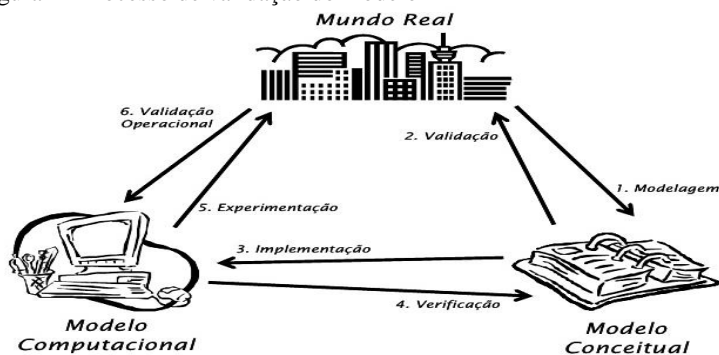 Mundo Real
6. Validação
Operacional
2. Validação
1. Modelagem
5. Experimentação
3. Implementação
4. Verificação
Modelo
Computacional
Modelo
Conceitual